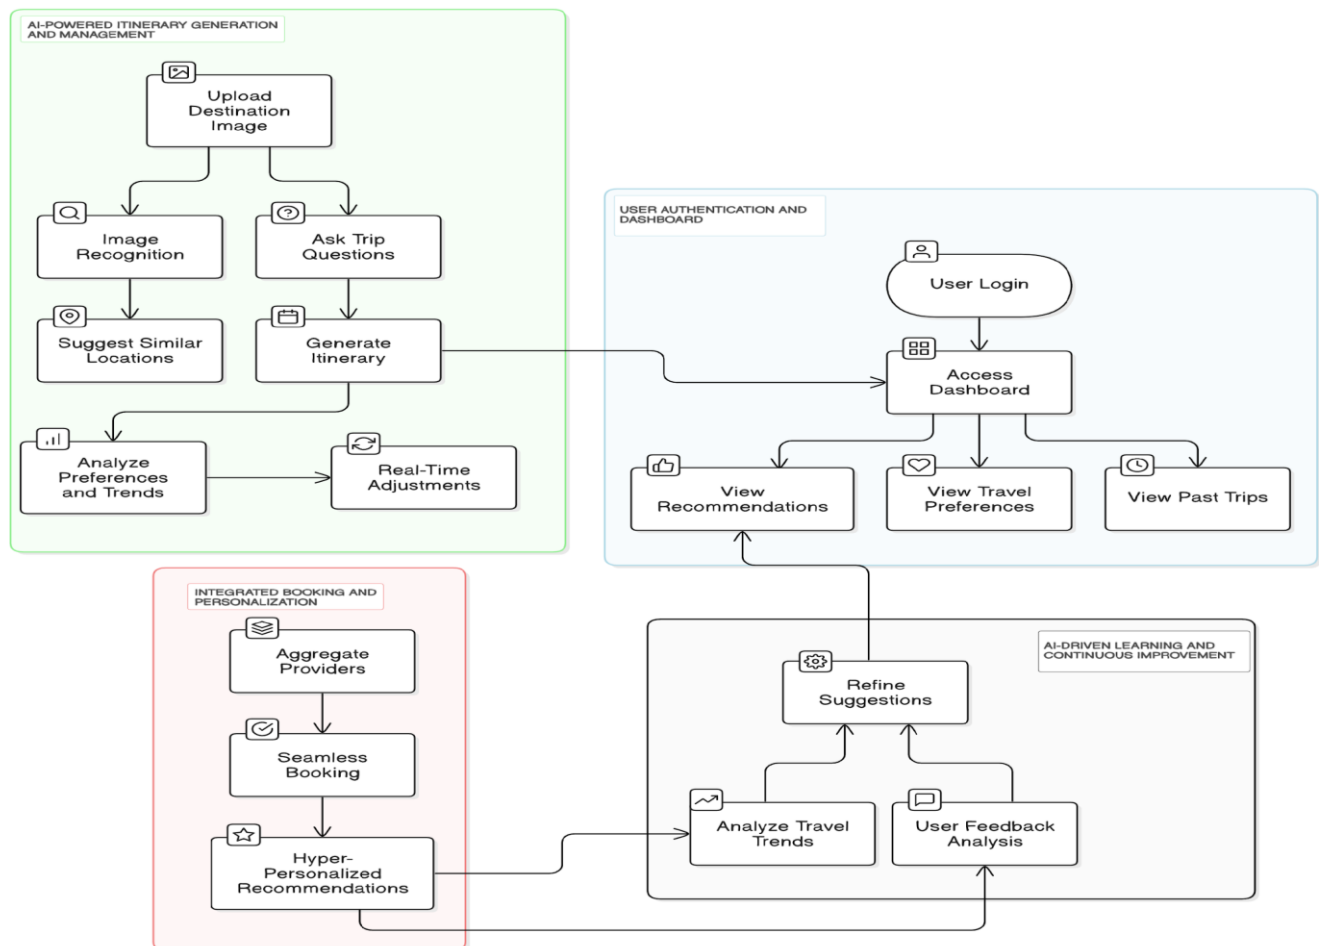 AI-POWERED ITINERARY GENERATION
AND MANAGEMENT
Upload
Destination
Image
Image
Recognition
Ask Trip
Questions
Suggest Similar
Locations
Generate
Itinerary
Analyze
Preferences
and Trends
Real-Time
Adjustments
USER AUTHENTICATION AND
DASHBOARD
User Login
Access
Dashboard
View
Recommendations
View Travel
Preferences
View Past Trips
INTEGRATED BOOKING AND
PERSONALIZATION
Aggregate
Providers
Seamless
Booking
Hyper-
Personalized
Recommendations
AI-DRIVEN LEARNING AND
CONTINUOUS IMPROVEMENT
Refine
Suggestions
Analyze Travel
Trends
User Feedback
Analysis